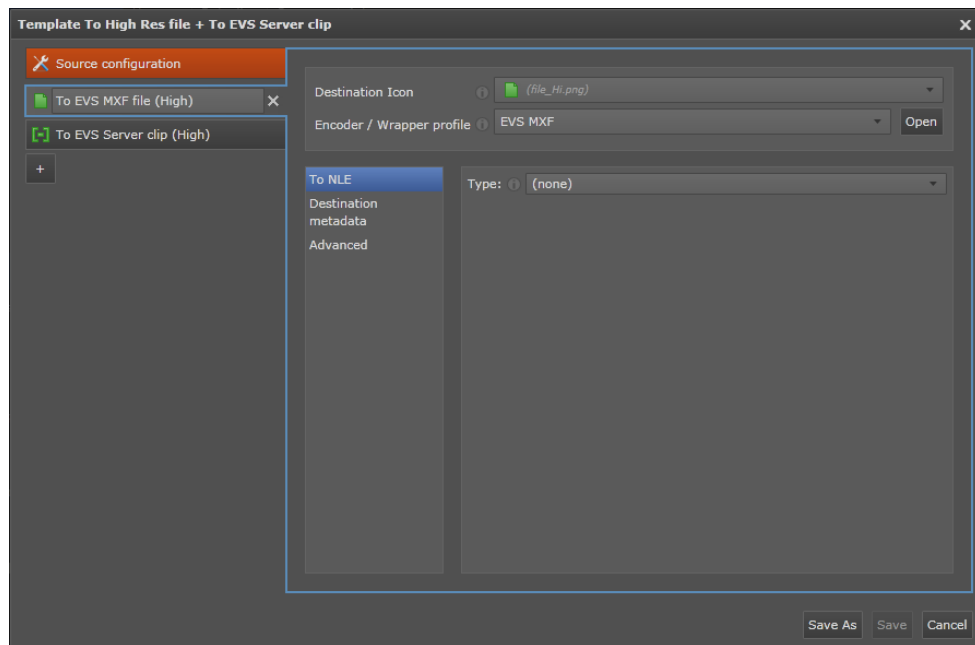 Template To High Res file + To EVS Server clip
Source configuration
To EVS MXF file (High)
To EVS Server clip (High)
+
Destination Icon
(file_Hi.png)
Encoder / Wrapper profile
EVS MXF
Open
To NLE
Destination
metadata
Advanced
Type:
(none)
Save As
Save
Cancel